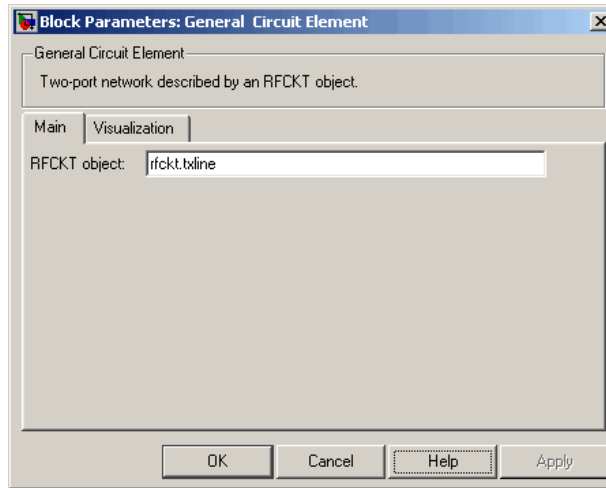 Block Parameters: General Circuit Element
General Circuit Element
Two-port network described by an RFCKT object.
Main Visualization
RFCKT object: rfckt.txline
OK Cancel Help Apply